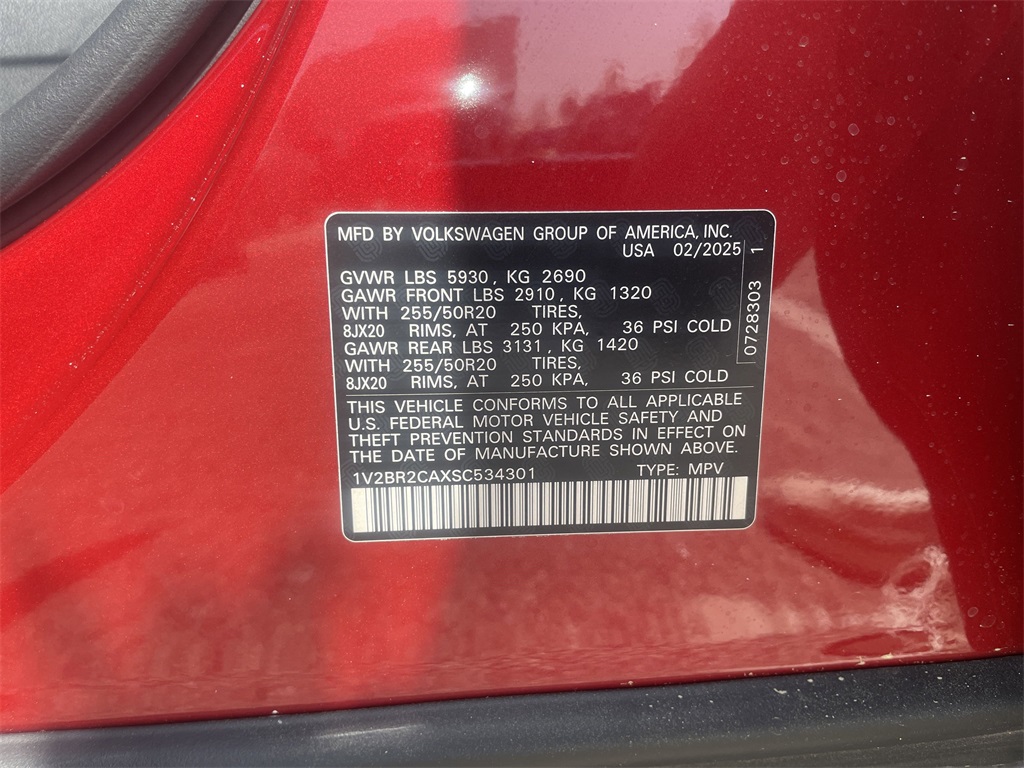 MFD BY VOLKSWAGEN GROUP OF AMERICA, INC.
USA 02/2025
GVWR LBS 5930, KG 2690
GAWR FRONT LBS 2910, KG 1320
WITH 255/50R20 TIRES,
8JX20 RIMS, AT 250 KPA, 36 PSI COLD
GAWR REAR LBS 3131, KG 1420
WITH 255/50R20 TIRES,
8JX20 RIMS, AT 250 KPA, 36 PSI COLD
0728303 1
THIS VEHICLE CONFORMS TO ALL APPLICABLE
U.S. FEDERAL MOTOR VEHICLE SAFETY AND
THEFT PREVENTION STANDARDS IN EFFECT ON
THE DATE OF MANUFACTURE SHOWN ABOVE.
1V2BR2CAXSC534301 TYPE: MPV